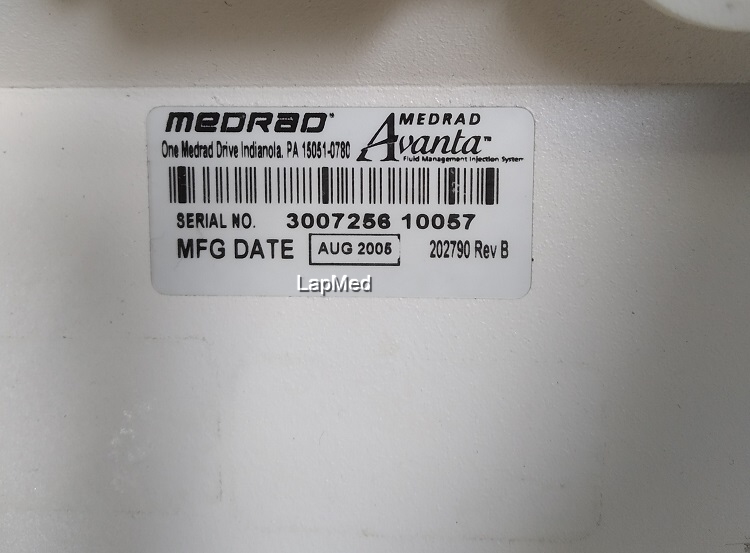 MEDRAD®
One Medrad Drive Indianola, PA 15051-0780
MEDRAD
Avanta™
Fluid Management Injection System
SERIAL NO. 3007256 10057
MFG DATE AUG 2005 202790 Rev B
LapMed